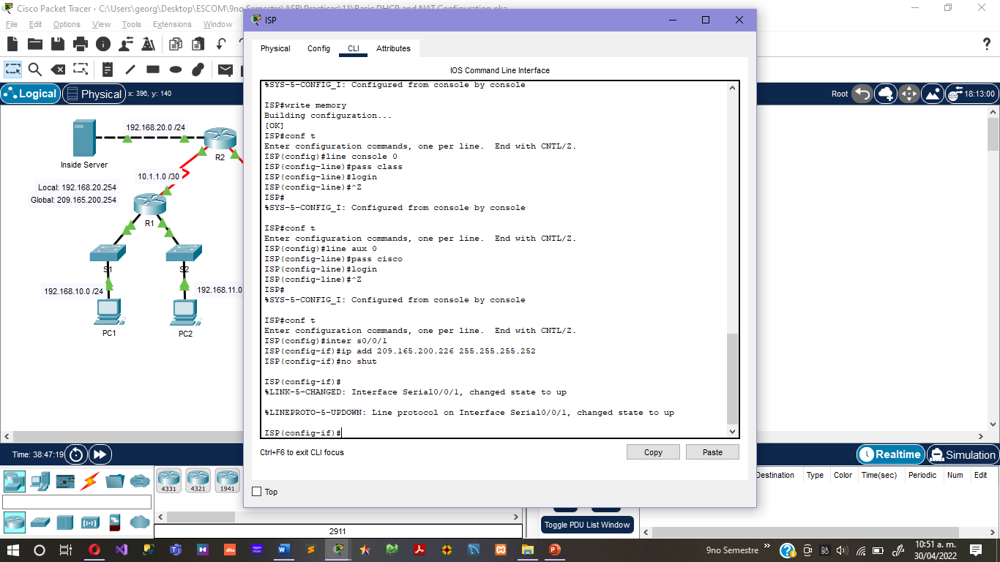 Cisco Packet Tracer - C:\Users\georg\Desktop\ESCOM\9no Semestre\ASR\Practicas\11\Basic DHCP and NAT Configuration.pka
File Edit Options View Tools Extensions Window
Logical
Physical
x: 396, y: 140
Root
18:13:00
192.168.20.0 /24
Inside Server
R2
10.1.1.0 /30
Local: 192.168.20.254
Global: 209.165.200.254
R1
S1
S2
192.168.10.0 /24
192.168.11.0
PC1
PC2
ISP
Physical Config CLI Attributes
IOS Command Line Interface
%SYS-5-CONFIG_I: Configured from console by console
ISP#write memory
Building configuration...
[OK]
ISP#conf t
Enter configuration commands, one per line. End with CNTL/Z.
ISP(config)#line console 0
ISP(config-line)#pass class
ISP(config-line)#login
ISP(config-line)#^Z
ISP#
%SYS-5-CONFIG_I: Configured from console by console
ISP#conf t
Enter configuration commands, one per line. End with CNTL/Z.
ISP(config)#line aux 0
ISP(config-line)#pass cisco
ISP(config-line)#login
ISP(config-line)#^Z
ISP#
%SYS-5-CONFIG_I: Configured from console by console
ISP#conf t
Enter configuration commands, one per line. End with CNTL/Z.
ISP(config)#inter s0/0/1
ISP(config-if)#ip add 209.165.200.226 255.255.255.252
ISP(config-if)#no shut
ISP(config-if)#
%LINK-5-CHANGED: Interface Serial0/0/1, changed state to up
%LINEPROTO-5-UPDOWN: Line protocol on Interface Serial0/0/1, changed state to up
ISP(config-if)#
Ctrl+F6 to exit CLI focus
Copy
Paste
Top
Time: 38:47:19
Realtime
Simulation
4331
4321
1941
2911
Destination Type Color Time(sec) Periodic Num Edit
Toggle PDU List Window
9no Semestre
10:51 a. m.
30/04/2022